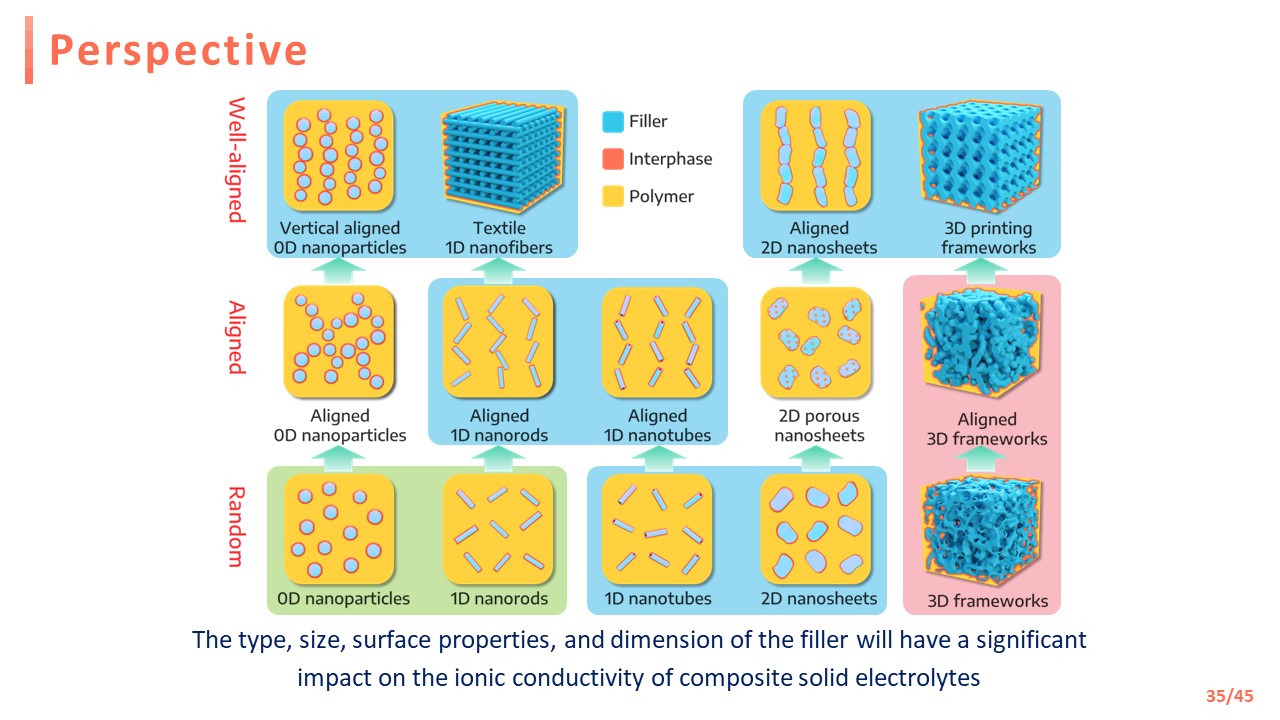 Perspective
Well-aligned
Vertical aligned
0D nanoparticles
Textile
1D nanofibers
Filler
Interphase
Polymer
Aligned
2D nanosheets
3D printing
frameworks
Aligned
Aligned
0D nanoparticles
Aligned
1D nanorods
Aligned
1D nanotubes
2D porous
nanosheets
Aligned
3D frameworks
Random
0D nanoparticles
1D nanorods
1D nanotubes
2D nanosheets
3D frameworks
The type, size, surface properties, and dimension of the filler will have a significant
impact on the ionic conductivity of composite solid electrolytes
35/45